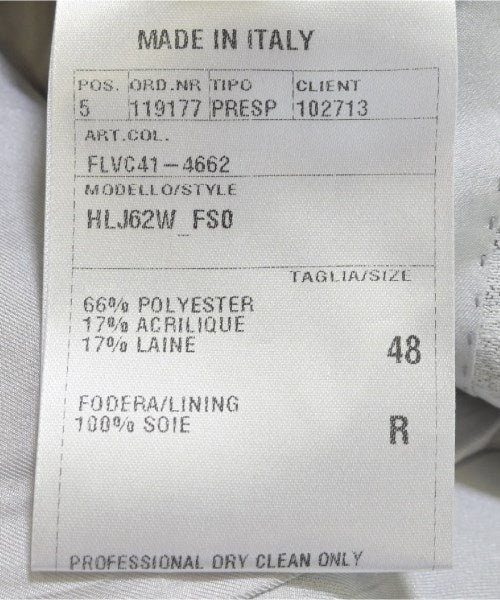 MADE IN ITALY
POS. ORD.NR TIPO CLIENT
5 119177 PRESP 102713
ART.COL.
FLVC41-4662
MODELLO/STYLE
HLJ62W_FS0
TAGLIA/SIZE
66% POLYESTER
17% ACRILIQUE
17% LAINE
48
FODERA/LINING
100% SOIE
R
PROFESSIONAL DRY CLEAN ONLY